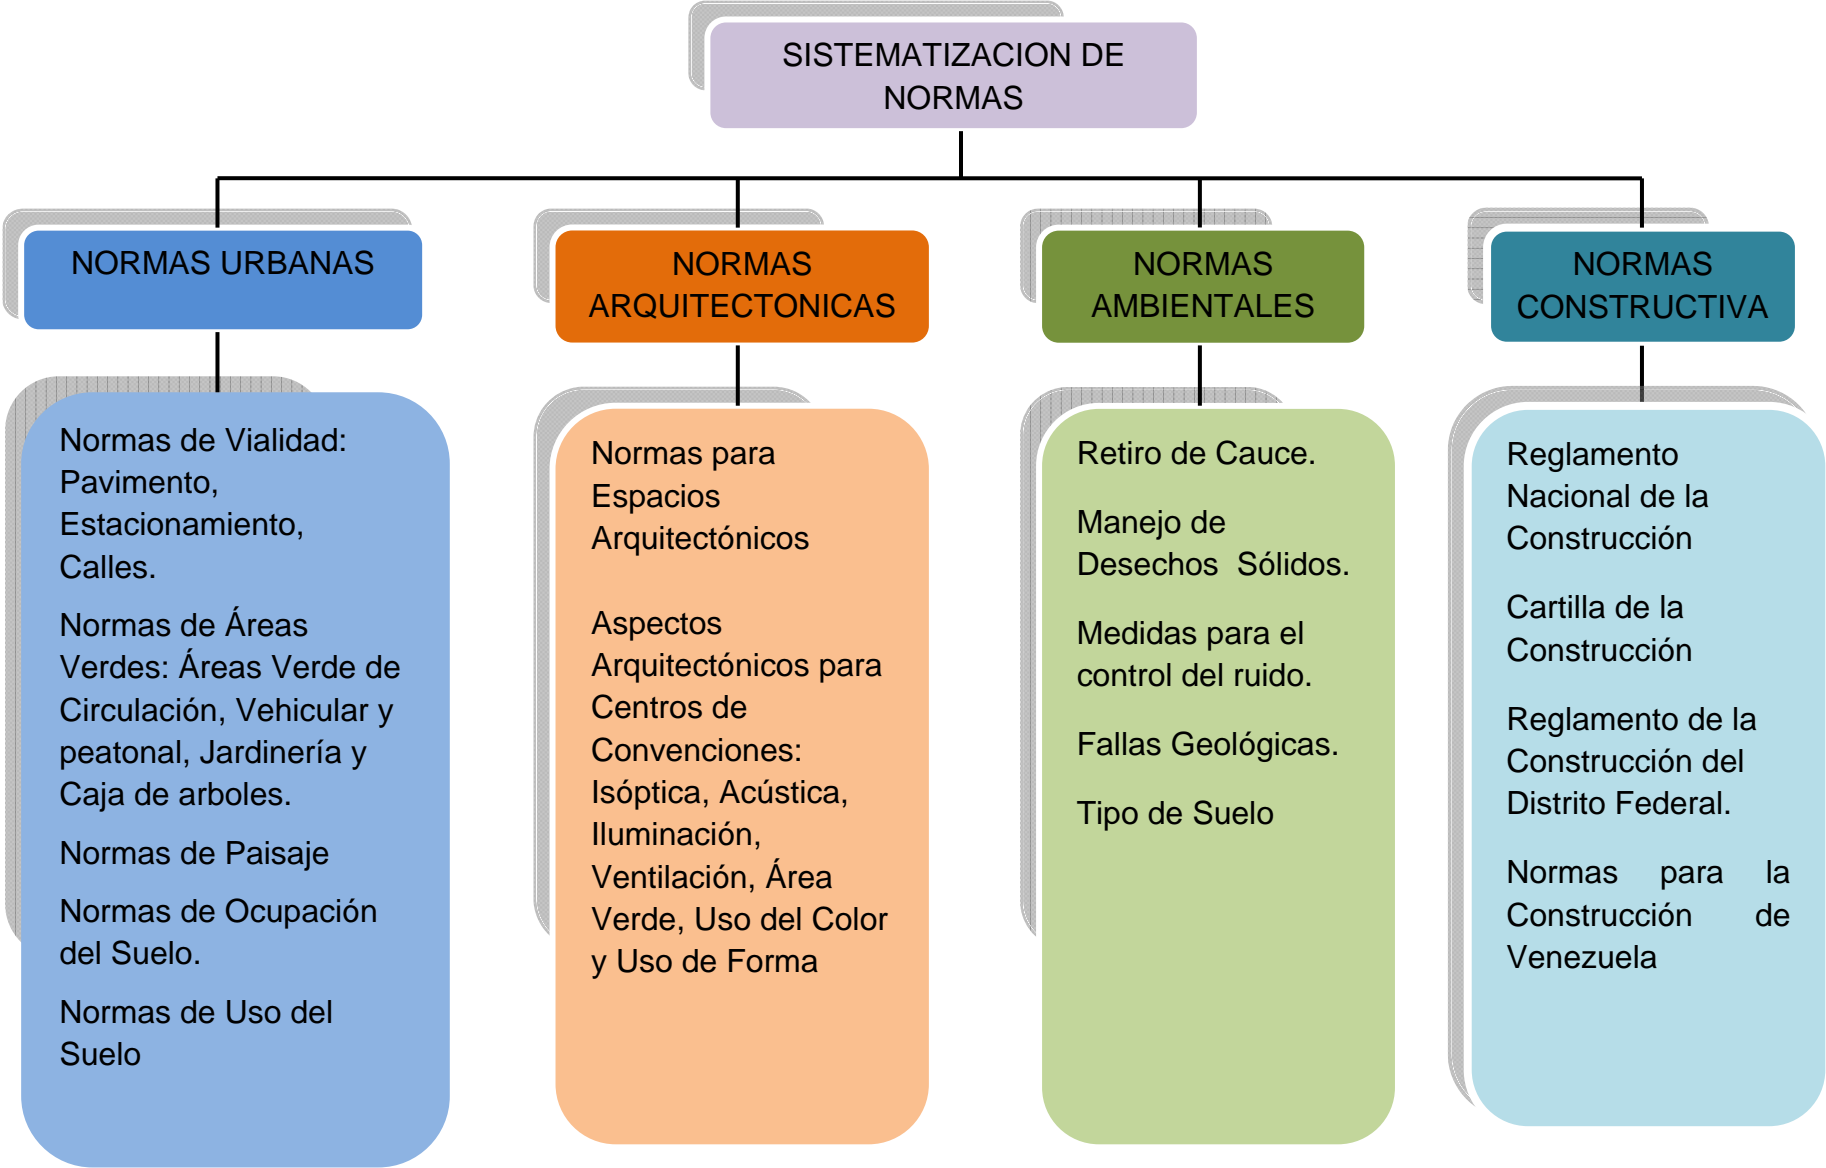 SISTEMATIZACION DE
NORMAS
NORMAS URBANAS
Normas de Vialidad:
Pavimento,
Estacionamiento,
Calles.
Normas de Áreas
Verdes: Áreas Verde de
Circulación, Vehicular y
peatonal, Jardinería y
Caja de arboles.
Normas de Paisaje
Normas de Ocupación
del Suelo.
Normas de Uso del
Suelo
NORMAS
ARQUITECTONICAS
Normas para
Espacios
Arquitectónicos
Aspectos
Arquitectónicos para
Centros de
Convenciones:
Isóptica, Acústica,
Iluminación,
Ventilación, Área
Verde, Uso del Color
y Uso de Forma
NORMAS
AMBIENTALES
Retiro de Cauce.
Manejo de
Desechos  Sólidos.
Medidas para el
control del ruido.
Fallas Geológicas.
Tipo de Suelo
NORMAS
CONSTRUCTIVA
Reglamento
Nacional de la
Construcción
Cartilla de la
Construcción
Reglamento de la
Construcción del
Distrito Federal.
Normas para la
Construcción de
Venezuela